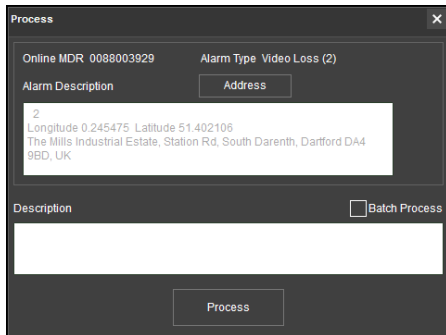 Process
Online MDR 0088003929 Alarm Type Video Loss (2)
Alarm Description Address
2
Longitude 0.245475 Latitude 51.402106
The Mills Industrial Estate, Station Rd, South Darenth, Dartford DA4
9BD, UK
Description Batch Process
Process